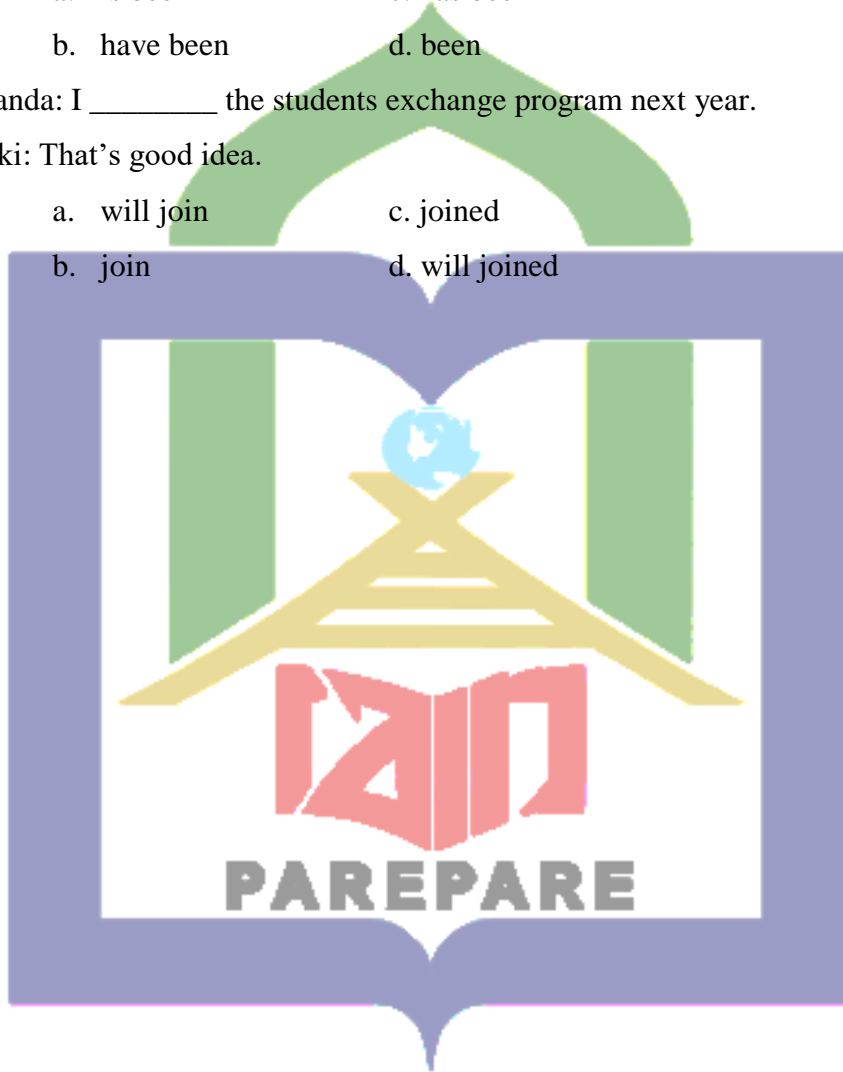 b. have been d. been
anda: I ________ the students exchange program next year.
ki: That's good idea.
a. will join c. joined
b. join d. will joined
PAREPARE